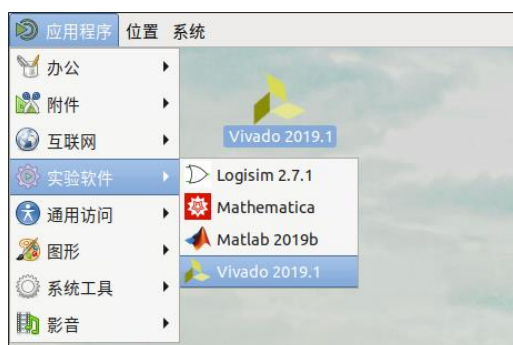 应用程序 位置 系统
办公
附件
互联网
实验软件
通用访问
图形
系统工具
影音
Vivado 2019.1
Logisim 2.7.1
Mathematica
Matlab 2019b
Vivado 2019.1